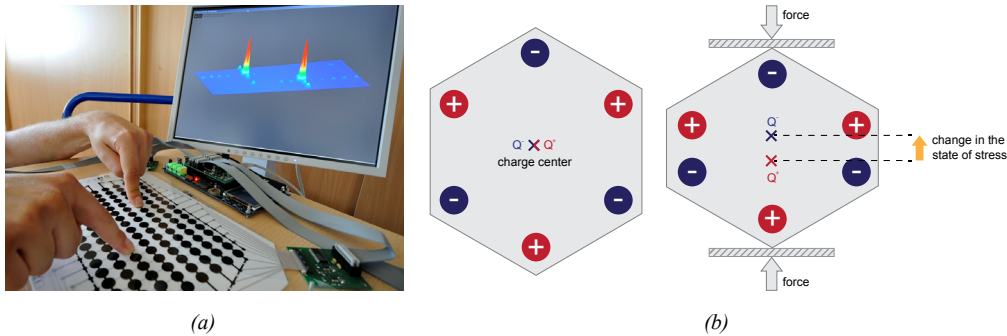 force
Q⁻ Q⁺
charge center
Q⁻
change in the
state of stress
Q⁺
force
(a)
(b)